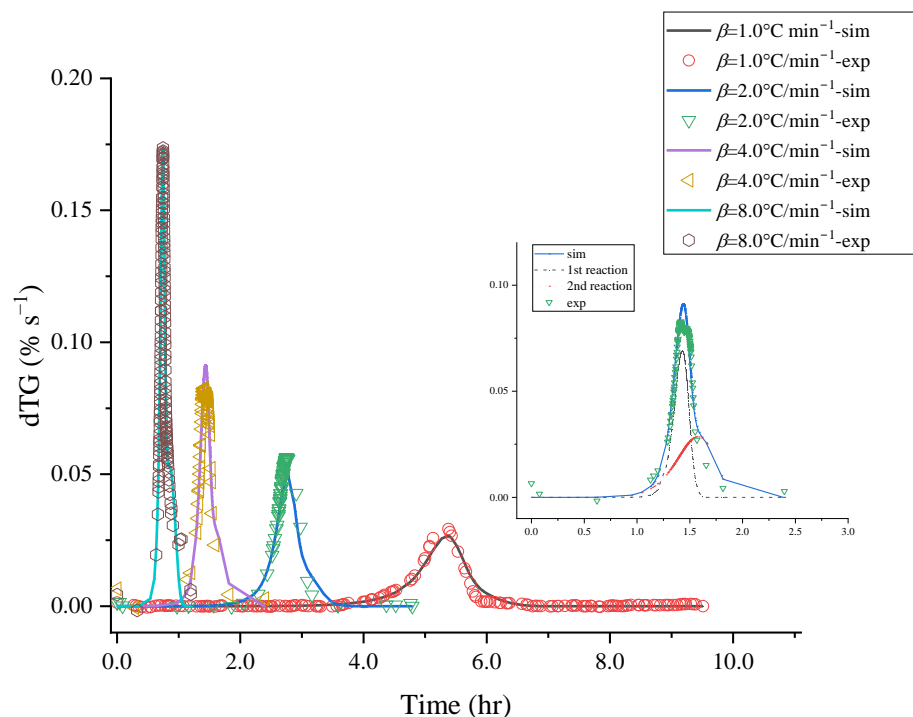 β=1.0°C min⁻¹-sim
β=1.0°C/min⁻¹-exp
β=2.0°C/min⁻¹-sim
β=2.0°C/min⁻¹-exp
β=4.0°C/min⁻¹-sim
β=4.0°C/min⁻¹-exp
β=8.0°C/min⁻¹-sim
β=8.0°C/min⁻¹-exp
0.20
0.15
0.10
0.05
0.00
dTG (% s⁻¹)
0.0 2.0 4.0 6.0 8.0 10.0
Time (hr)
sim
1st reaction
2nd reaction
exp
0.10
0.05
0.00
0.0 0.5 1.0 1.5 2.0 2.5 3.0